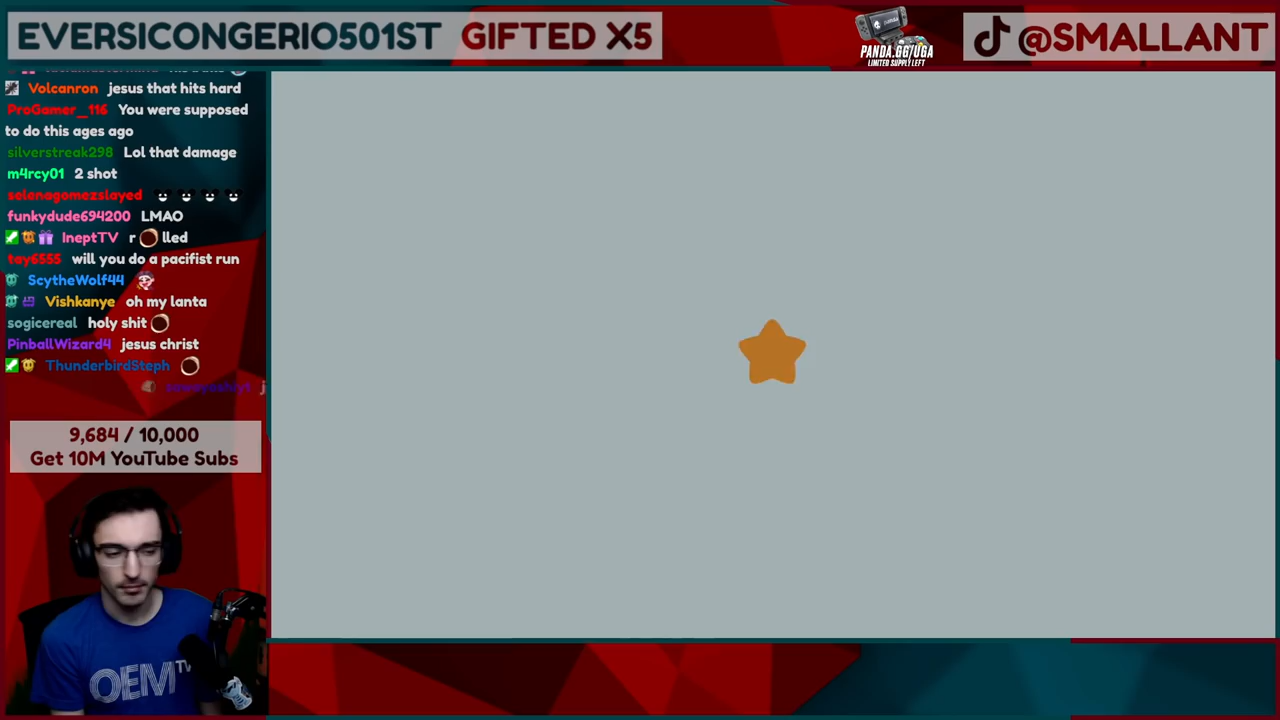 EVERSICONGERIO501ST GIFTED X5
PANDA.GG/UGA
LIMITED SUPPLY LEFT
@SMALLANT
Volcanron jesus that hits hard
ProGamer_116 You were supposed
to do this ages ago
silverstreak298 Lol that damage
m4rcy01 2 shot
selenagomezslayed
funkydude694200 LMAO
IneptTV r lled
tay6555 will you do a pacifist run
ScytheWolf44
Vishkanye oh my lanta
sogicereal holy shit
PinballWizard4 jesus christ
ThunderbirdSteph
9,684 / 10,000
Get 10M YouTube Subs
OEMTV